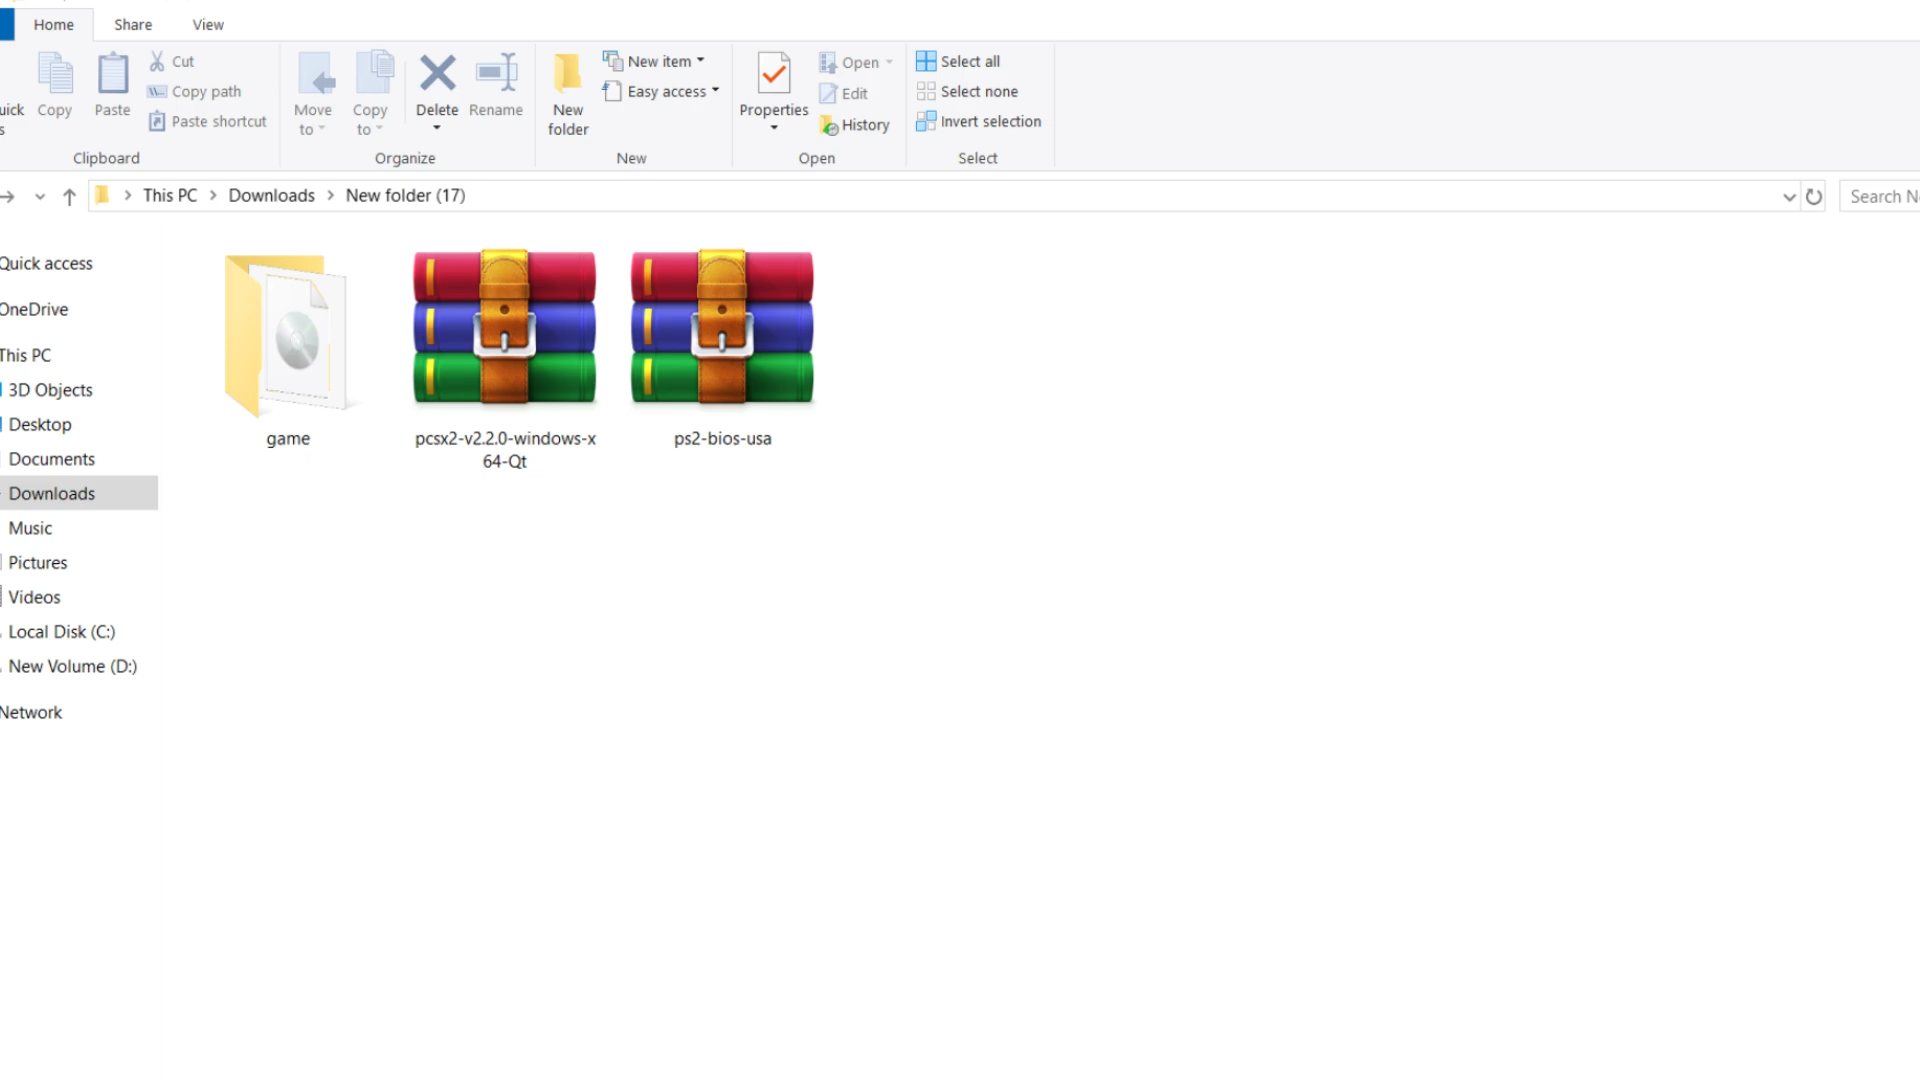 Home Share View
Cut
Copy path
Paste shortcut
uick
s
Copy
Paste
Clipboard
Move
to
Copy
to
Delete
Rename
Organize
New
folder
New item
Easy access
New
Properties
Open
Edit
History
Open
Select all
Select none
Invert selection
Select
This PC > Downloads > New folder (17)
Search N
Quick access
OneDrive
This PC
3D Objects
Desktop
Documents
Downloads
Music
Pictures
Videos
Local Disk (C:)
New Volume (D:)
Network
game
pcsx2-v2.2.0-windows-x
64-Qt
ps2-bios-usa